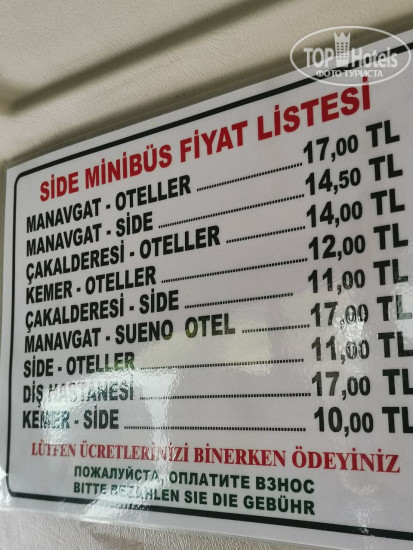 TOP Hotels
ФОТО ТУРИСТА
SİDE MİNİBÜS FİYAT LİSTESİ
MANAVGAT - OTELLER 17,00 TL
MANAVGAT - SİDE 14,50 TL
ÇAKALDERESİ - OTELLER 14,00 TL
KEMER - OTELLER 12,00 TL
ÇAKALDERESİ - SİDE 11,00 TL
MANAVGAT - SUENO OTEL 17,00 TL
SİDE - OTELLER 11,00 TL
DİŞ HASTANESİ 17,00 TL
KEMER - SİDE 10,00 TL
LÜTFEN ÜCRETLERİNİZİ BİNERKEN ÖDEYİNİZ
ПОЖАЛУЙСТА, ОПЛАТИТЕ ВЗНОС
BITTE BEZAHLEN SIE DIE GEBÜHR